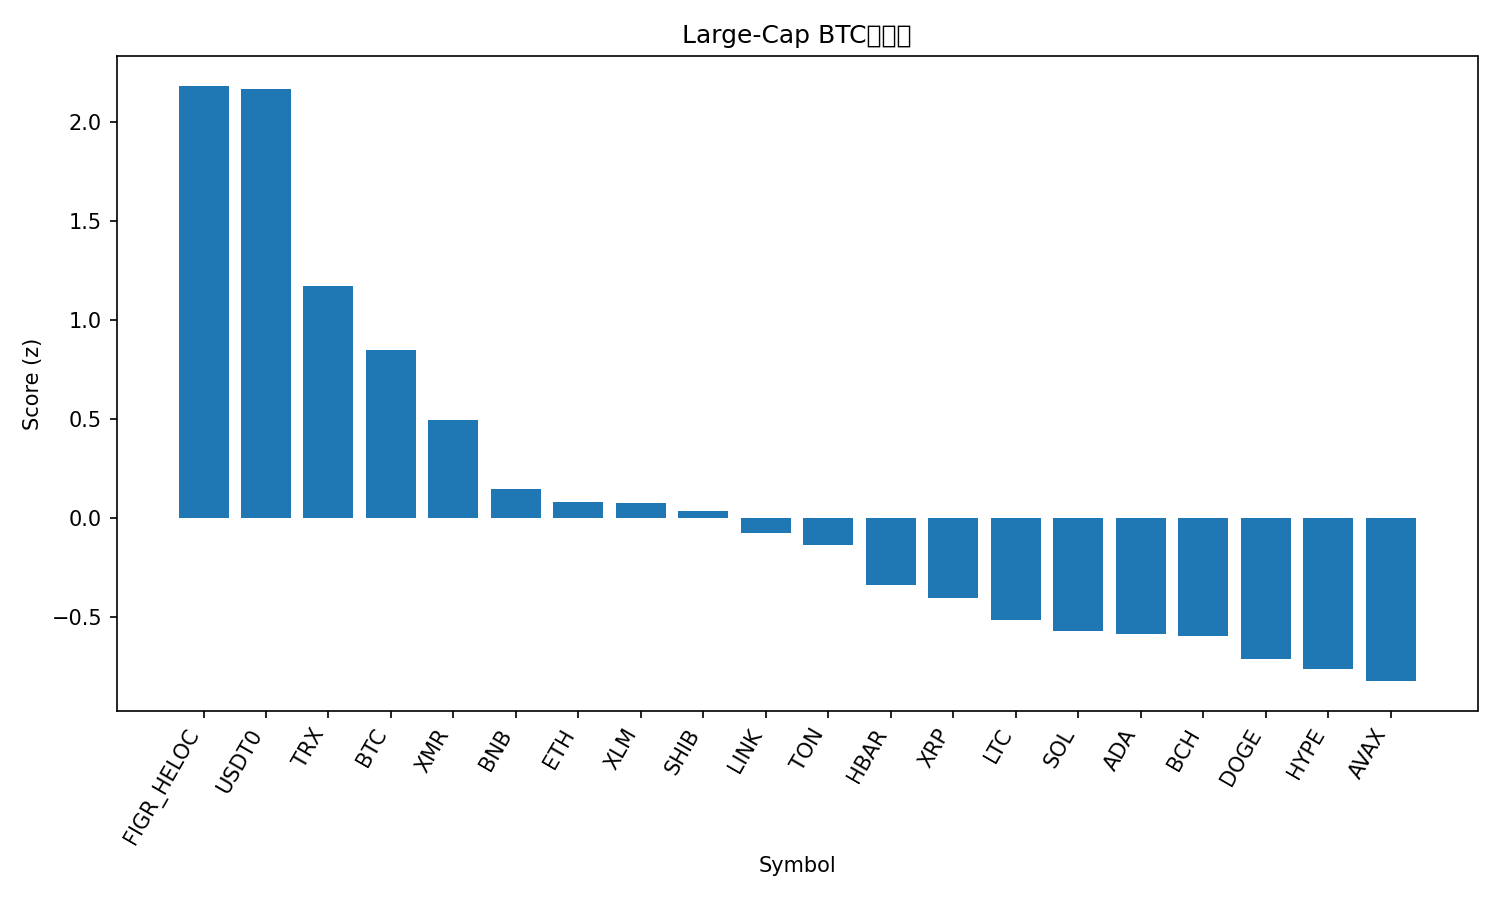 Large-Cap BTC
Score (z)
2.0
1.5
1.0
0.5
0.0
−0.5
FIGR_HELOC
USDT0
TRX
BTC
XMR
BNB
ETH
XLM
SHIB
LINK
TON
HBAR
XRP
LTC
SOL
ADA
BCH
DOGE
HYPE
AVAX
Symbol